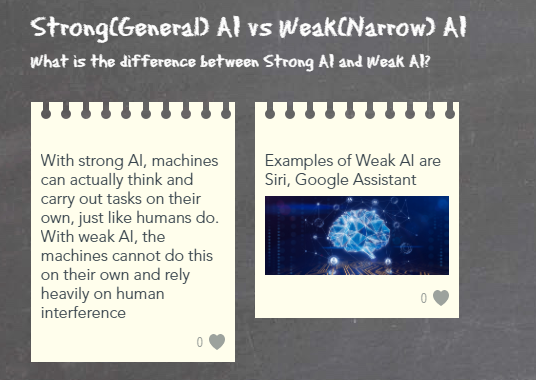 Strong(General) AI vs Weak(Narrow) AI
What is the difference between Strong AI and Weak AI?
With strong AI, machines
can actually think and
carry out tasks on their
own, just like humans do.
With weak AI, the
machines cannot do this
on their own and rely
heavily on human
interference
0
Examples of Weak AI are
Siri, Google Assistant
0